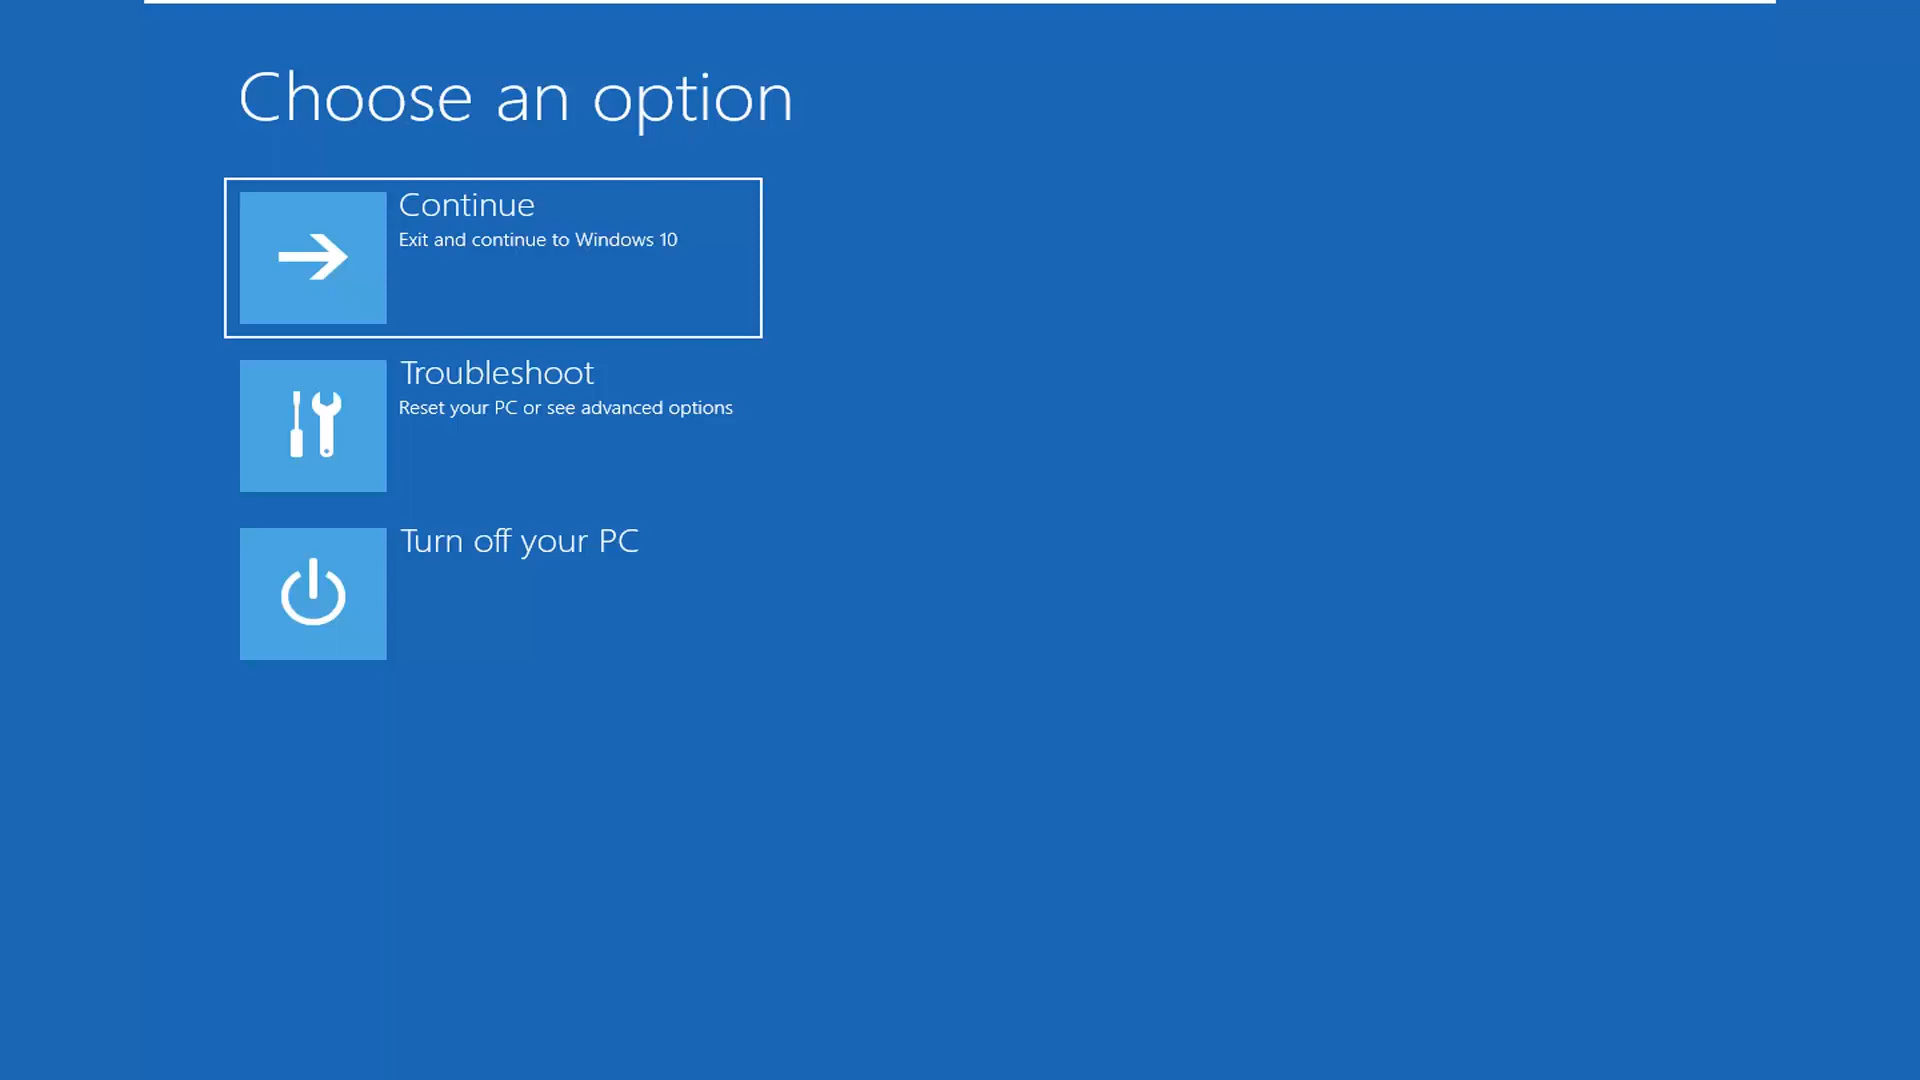 Choose an option
Continue
Exit and continue to Windows 10
Troubleshoot
Reset your PC or see advanced options
Turn off your PC